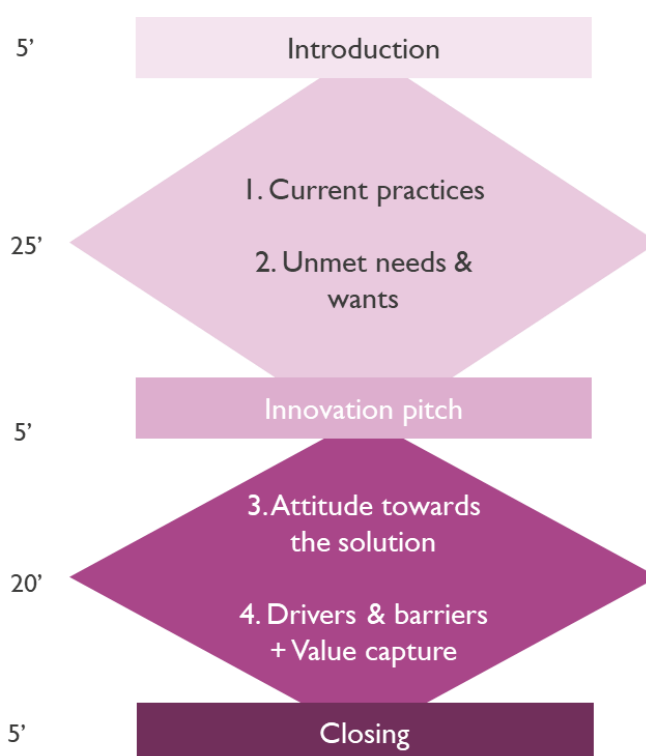 5’
Introduction
1. Current practices
25’
2. Unmet needs &
wants
5’
Innovation pitch
3. Attitude towards
the solution
20’
4. Drivers & barriers
+ Value capture
5’
Closing